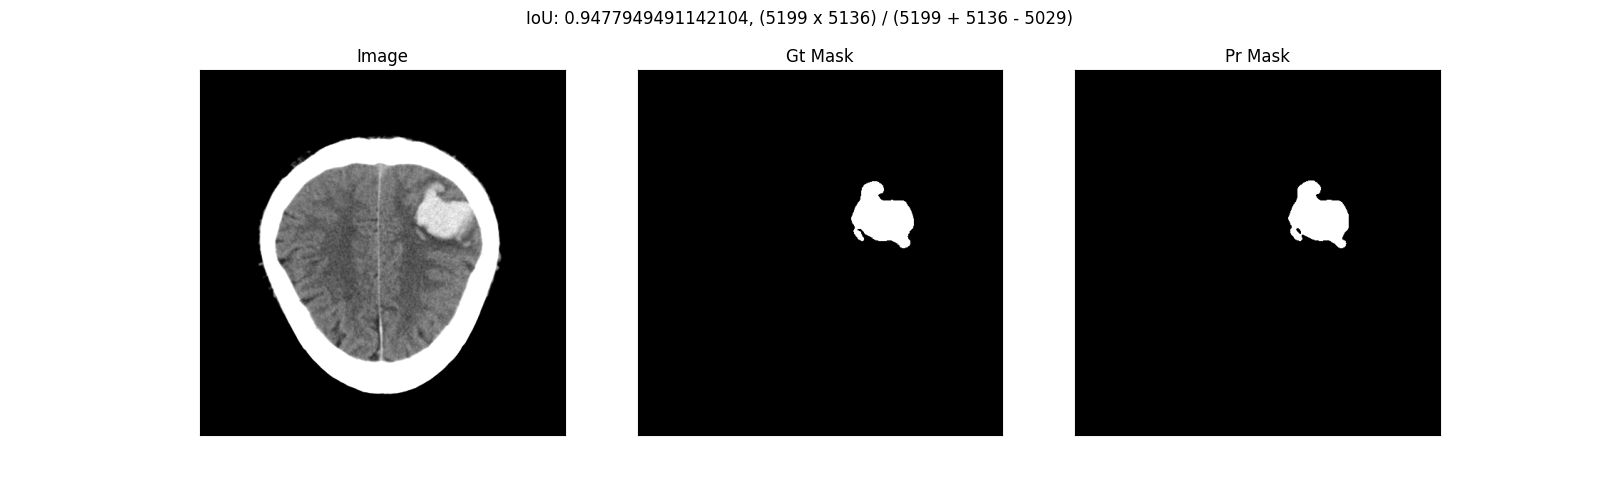 IoU: 0.9477949491142104, (5199 x 5136) / (5199 + 5136 - 5029)
Image
Gt Mask
Pr Mask